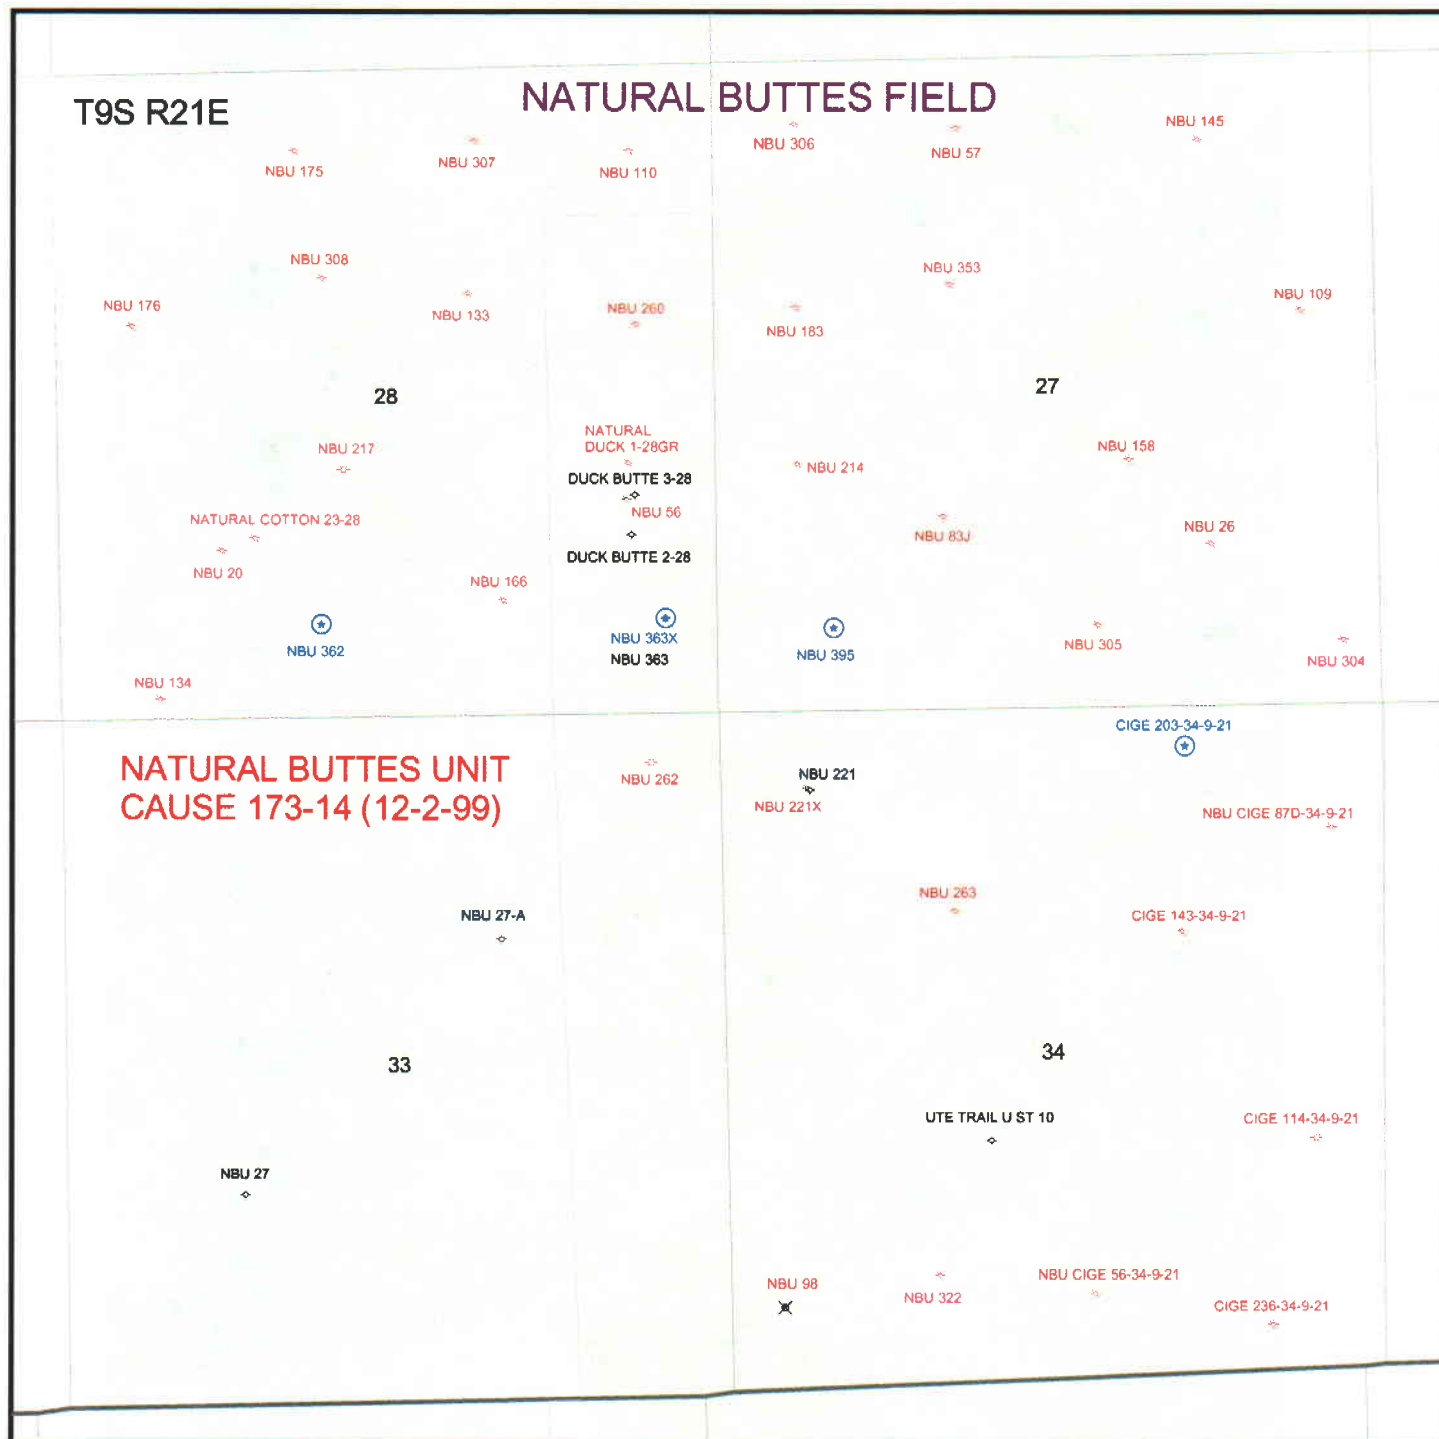 NATURAL BUTTES FIELD
T9S R21E
NBU 145
NBU 306
NBU 57
NBU 307
NBU 175
NBU 110
NBU 308
NBU 353
NBU 176
NBU 133
NBU 260
NBU 183
NBU 109
28
27
NATURAL
DUCK 1-28GR
NBU 217
NBU 158
NBU 214
DUCK BUTTE 3-28
NBU 56
NATURAL COTTON 23-28
NBU 83J
NBU 26
DUCK BUTTE 2-28
NBU 20
NBU 166
NBU 362
NBU 363X
NBU 363
NBU 395
NBU 305
NBU 304
NBU 134
CIGE 203-34-9-21
NATURAL BUTTES UNIT
CAUSE 173-14 (12-2-99)
NBU 262
NBU 221
NBU 221X
NBU CIGE 87D-34-9-21
NBU 263
NBU 27-A
CIGE 143-34-9-21
33
34
UTE TRAIL U ST 10
CIGE 114-34-9-21
NBU 27
NBU 98
NBU 322
NBU CIGE 56-34-9-21
CIGE 236-34-9-21